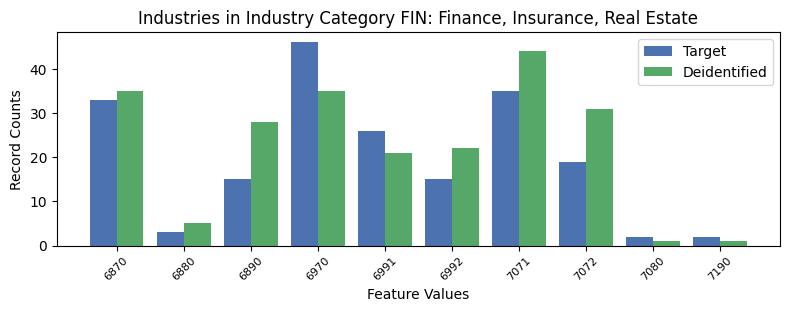 Industries in Industry Category FIN: Finance, Insurance, Real Estate
Target
Deidentified
Record Counts
40
30
20
10
0
6870 6880 6890 6970 6991 6992 7071 7072 7080 7190
Feature Values